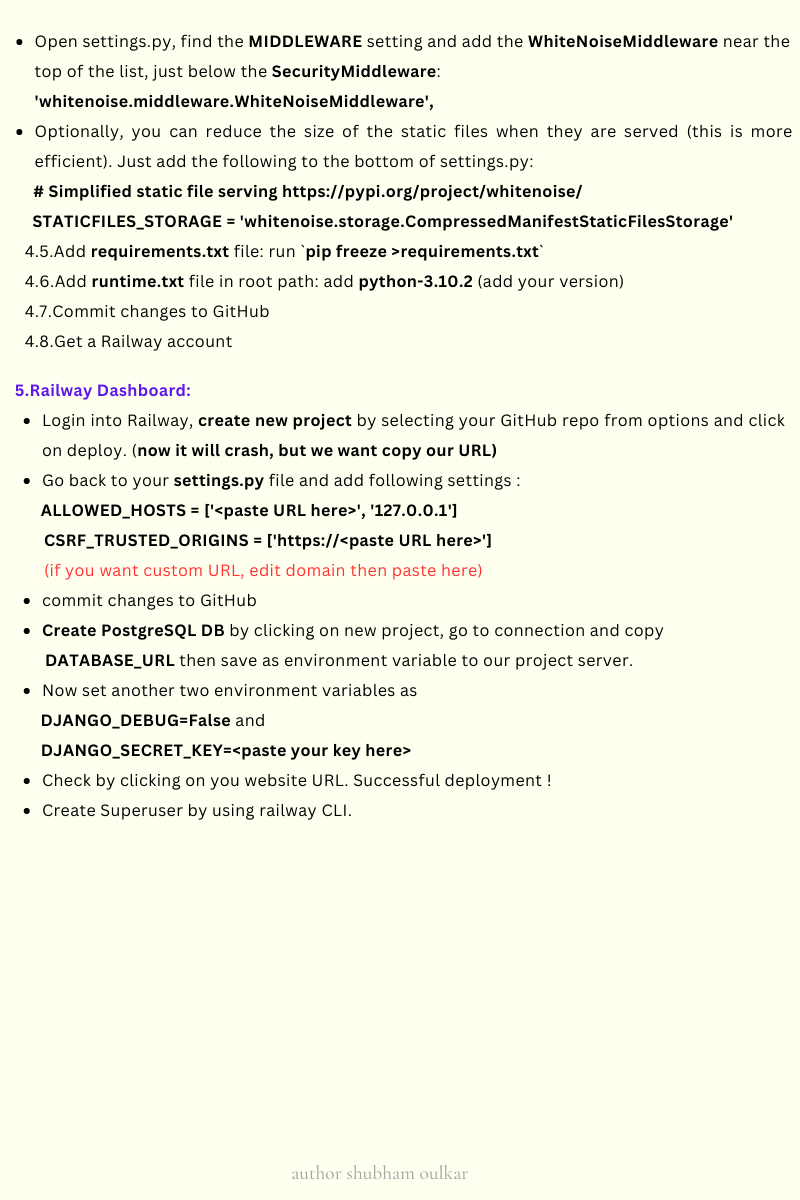 • Open settings.py, find the MIDDLEWARE setting and add the WhiteNoiseMiddleware near the
top of the list, just below the SecurityMiddleware:
'whitenoise.middleware.WhiteNoiseMiddleware',
• Optionally, you can reduce the size of the static files when they are served (this is more
efficient). Just add the following to the bottom of settings.py:
# Simplified static file serving https://pypi.org/project/whitenoise/
STATICFILES_STORAGE = 'whitenoise.storage.CompressedManifestStaticFilesStorage'
4.5.Add requirements.txt file: run `pip freeze >requirements.txt`
4.6.Add runtime.txt file in root path: add python-3.10.2 (add your version)
4.7.Commit changes to GitHub
4.8.Get a Railway account
5.Railway Dashboard:
• Login into Railway, create new project by selecting your GitHub repo from options and click
on deploy. (now it will crash, but we want copy our URL)
• Go back to your settings.py file and add following settings :
ALLOWED_HOSTS = ['<paste URL here>', '127.0.0.1']
CSRF_TRUSTED_ORIGINS = ['https://<paste URL here>']
(if you want custom URL, edit domain then paste here)
• commit changes to GitHub
• Create PostgreSQL DB by clicking on new project, go to connection and copy
DATABASE_URL then save as environment variable to our project server.
• Now set another two environment variables as
DJANGO_DEBUG=False and
DJANGO_SECRET_KEY=<paste your key here>
• Check by clicking on you website URL. Successful deployment !
• Create Superuser by using railway CLI.
author shubham oulkar